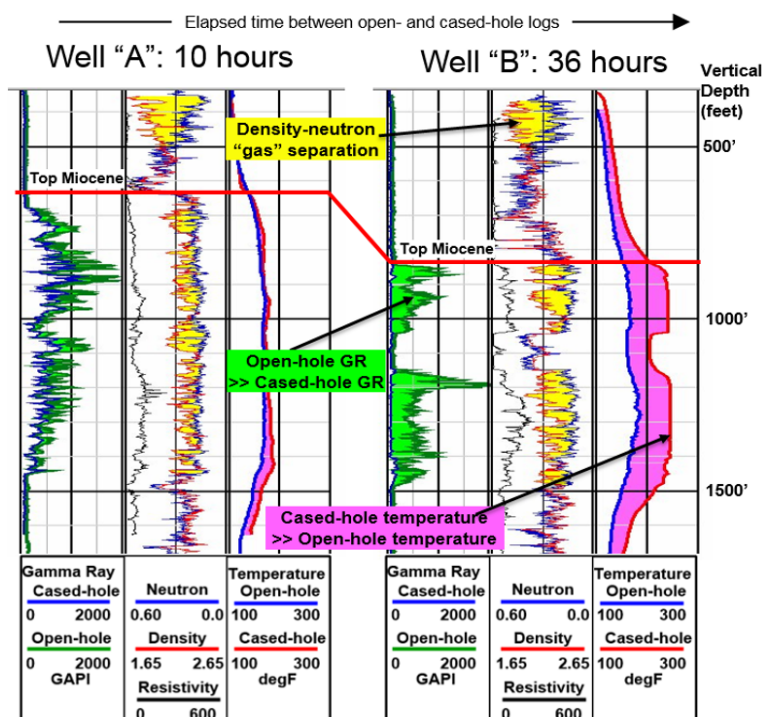 Elapsed time between open- and cased-hole logs
Well “A”: 10 hours
Well “B”: 36 hours
Vertical
Depth
(feet)
Density-neutron
“gas” separation
500’
Top Miocene
Top Miocene
1000’
Open-hole GR
>> Cased-hole GR
1500’
Cased-hole temperature
>> Open-hole temperature
Gamma Ray
Cased-hole
0 2000
Open-hole
0 2000
GAPI
Neutron
0.60 0.0
Density
1.65 2.65
Resistivity
0 600
Temperature
Open-hole
100 300
Cased-hole
100 300
degF
Gamma Ray
Cased-hole
0 2000
Open-hole
0 2000
GAPI
Neutron
0.60 0.0
Density
1.65 2.65
Resistivity
0 600
Temperature
Open-hole
100 300
Cased-hole
100 300
degF